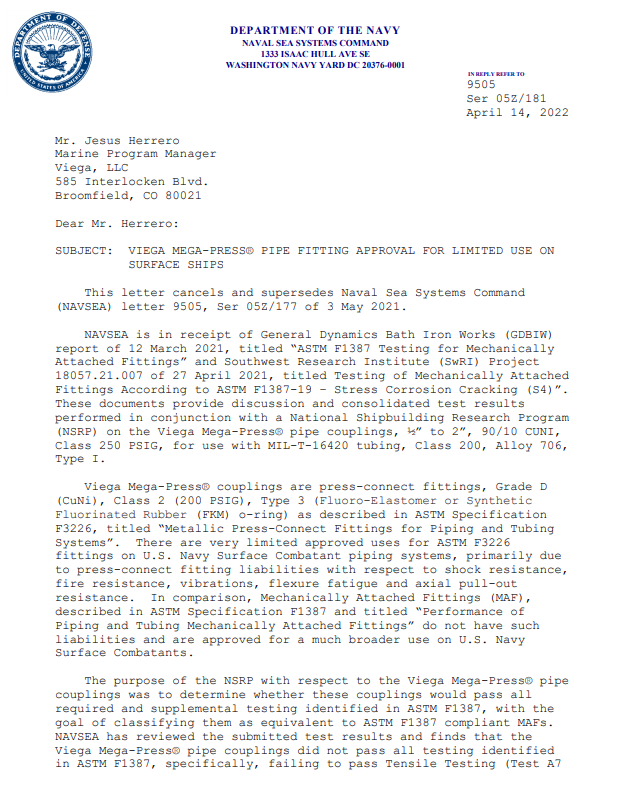 DEPARTMENT OF DEFENSE
UNITED STATES OF AMERICA
DEPARTMENT OF THE NAVY
NAVAL SEA SYSTEMS COMMAND
1333 ISAAC HULL AVE SE
WASHINGTON NAVY YARD DC 20376-0001
IN REPLY REFER TO
9505
Ser 05Z/181
April 14, 2022
Mr. Jesus Herrero
Marine Program Manager
Viega, LLC
585 Interlocken Blvd.
Broomfield, CO 80021
Dear Mr. Herrero:
SUBJECT: VIEGA MEGA-PRESS® PIPE FITTING APPROVAL FOR LIMITED USE ON
SURFACE SHIPS
This letter cancels and supersedes Naval Sea Systems Command
(NAVSEA) letter 9505, Ser 05Z/177 of 3 May 2021.
NAVSEA is in receipt of General Dynamics Bath Iron Works (GDBIW)
report of 12 March 2021, titled “ASTM F1387 Testing for Mechanically
Attached Fittings” and Southwest Research Institute (SwRI) Project
18057.21.007 of 27 April 2021, titled Testing of Mechanically Attached
Fittings According to ASTM F1387-19 – Stress Corrosion Cracking (S4)”.
These documents provide discussion and consolidated test results
performed in conjunction with a National Shipbuilding Research Program
(NSRP) on the Viega Mega-Press® pipe couplings, ½” to 2”, 90/10 CUNI,
Class 250 PSIG, for use with MIL-T-16420 tubing, Class 200, Alloy 706,
Type I.
Viega Mega-Press® couplings are press-connect fittings, Grade D
(CuNi), Class 2 (200 PSIG), Type 3 (Fluoro-Elastomer or Synthetic
Fluorinated Rubber (FKM) o-ring) as described in ASTM Specification
F3226, titled “Metallic Press-Connect Fittings for Piping and Tubing
Systems”. There are very limited approved uses for ASTM F3226
fittings on U.S. Navy Surface Combatant piping systems, primarily due
to press-connect fitting liabilities with respect to shock resistance,
fire resistance, vibrations, flexure fatigue and axial pull-out
resistance. In comparison, Mechanically Attached Fittings (MAF),
described in ASTM Specification F1387 and titled “Performance of
Piping and Tubing Mechanically Attached Fittings” do not have such
liabilities and are approved for a much broader use on U.S. Navy
Surface Combatants.
The purpose of the NSRP with respect to the Viega Mega-Press® pipe
couplings was to determine whether these couplings would pass all
required and supplemental testing identified in ASTM F1387, with the
goal of classifying them as equivalent to ASTM F1387 compliant MAFs.
NAVSEA has reviewed the submitted test results and finds that the
Viega Mega-Press® pipe couplings did not pass all testing identified
in ASTM F1387, specifically, failing to pass Tensile Testing (Test A7